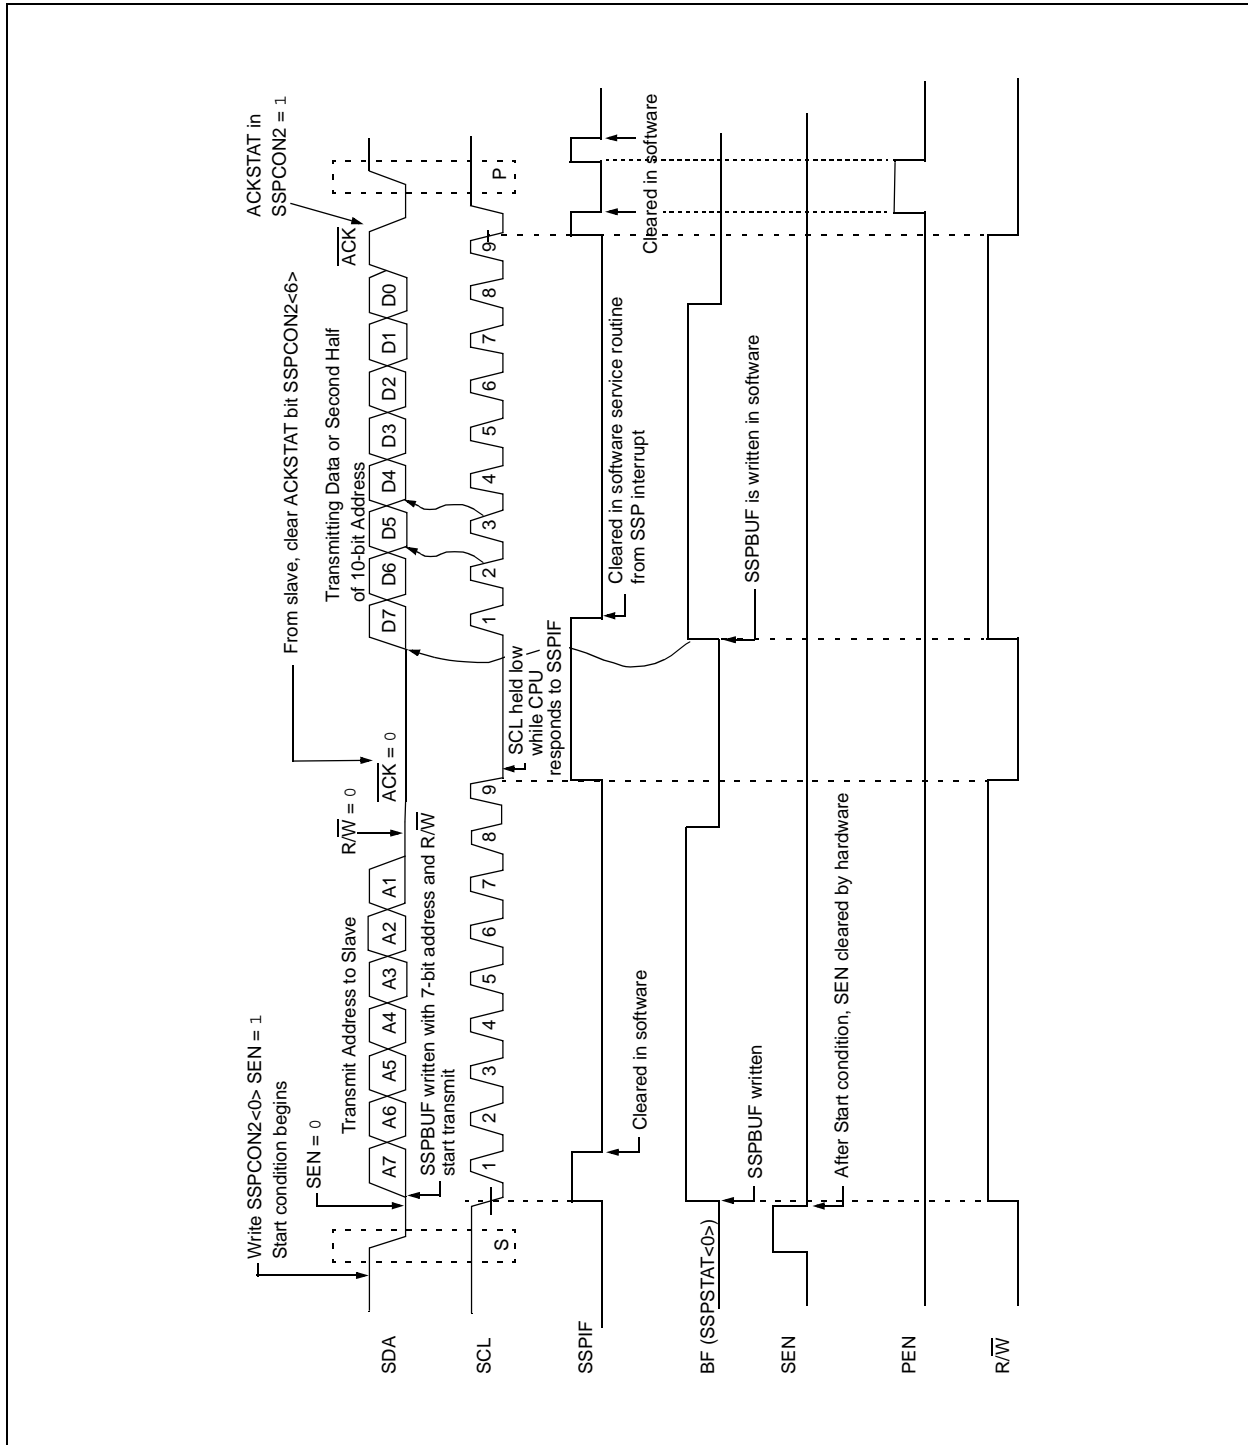 Write SSPCON2<0> SEN = 1
Start condition begins
SEN = 0
Transmit Address to Slave
R/W = 0
From slave, clear ACKSTAT bit SSPCON2<6>
ACK = 0
Transmitting Data or Second Half
of 10-bit Address
ACKSTAT in
SSPCON2 = 1
ACK
SDA
A7 A6 A5 A4 A3 A2 A1
D7 D6 D5 D4 D3 D2 D1 D0
SSPBUF written with 7-bit address and R/W
start transmit
SCL
S
1 2 3 4 5 6 7 8 9
1 2 3 4 5 6 7 8 9
P
SCL held low
while CPU
responds to SSPIF
SSPIF
Cleared in software
Cleared in software service routine
from SSP interrupt
Cleared in software
BF (SSPSTAT<0>)
SSPBUF written
SSPBUF is written in software
SEN
After Start condition, SEN cleared by hardware
PEN
R/W